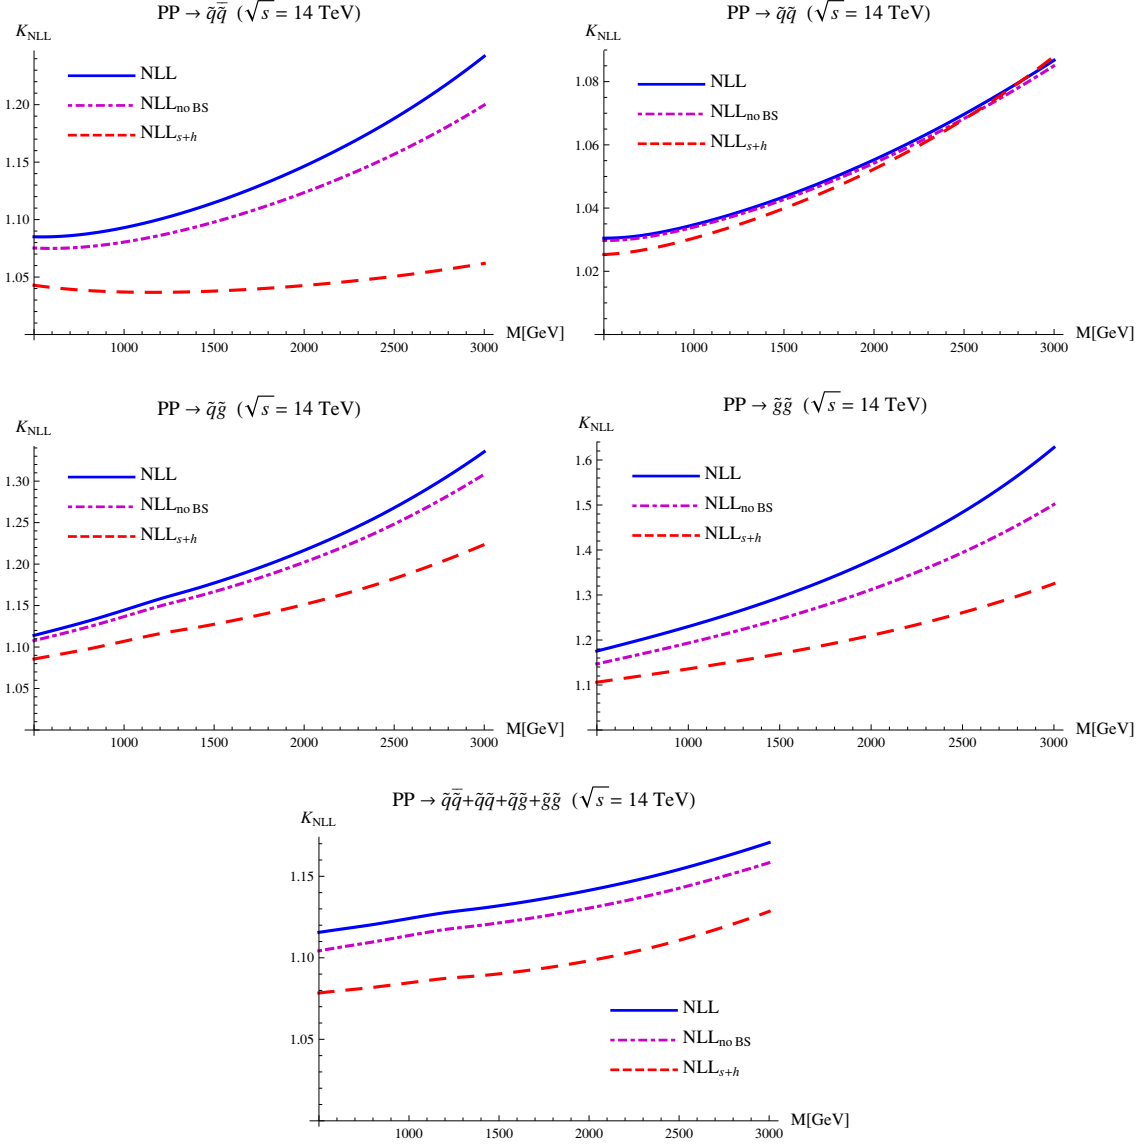 PP → q̃q̃̅ (√s = 14 TeV)
K_NLL
NLL
NLL_no BS
NLL_s+h
1.20
1.15
1.10
1.05
1000 1500 2000 2500 3000
M[GeV]
PP → q̃q̃ (√s = 14 TeV)
K_NLL
NLL
NLL_no BS
NLL_s+h
1.08
1.06
1.04
1.02
1000 1500 2000 2500 3000
M[GeV]
PP → q̃g̃ (√s = 14 TeV)
K_NLL
NLL
NLL_no BS
NLL_s+h
1.30
1.25
1.20
1.15
1.10
1.05
1000 1500 2000 2500 3000
M[GeV]
PP → g̃g̃ (√s = 14 TeV)
K_NLL
NLL
NLL_no BS
NLL_s+h
1.6
1.5
1.4
1.3
1.2
1.1
1000 1500 2000 2500 3000
M[GeV]
PP → q̃q̃̅+q̃q̃+q̃g̃+g̃g̃ (√s = 14 TeV)
K_NLL
1.15
1.10
1.05
NLL
NLL_no BS
NLL_s+h
1000 1500 2000 2500 3000
M[GeV]